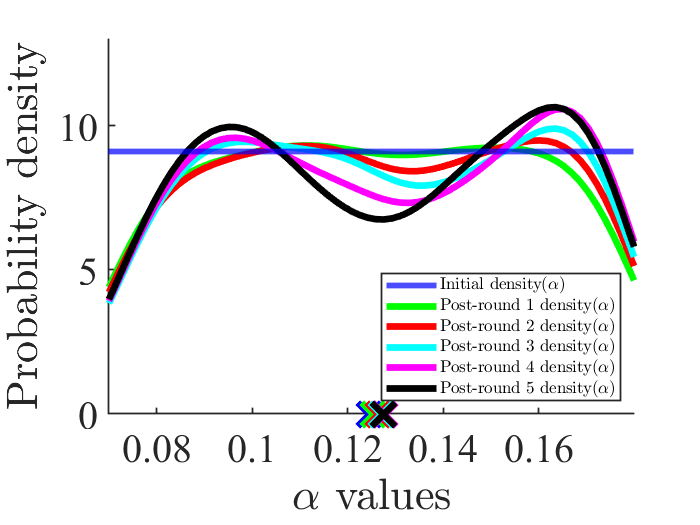 Probability density
10
5
0
Initial density(α)
Post-round 1 density(α)
Post-round 2 density(α)
Post-round 3 density(α)
Post-round 4 density(α)
Post-round 5 density(α)
0.08 0.1 0.12 0.14 0.16
α values